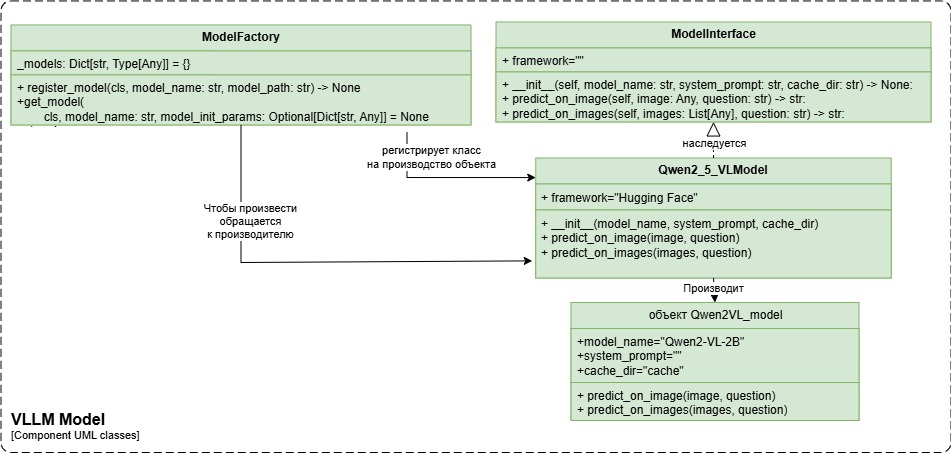 ModelFactory
_models: Dict[str, Type[Any]] = {}
+ register_model(cls, model_name: str, model_path: str) -> None
+get_model(
cls, model_name: str, model_init_params: Optional[Dict[str, Any]] = None
ModelInterface
+ framework=""
+ __init__(self, model_name: str, system_prompt: str, cache_dir: str) -> None:
+ predict_on_image(self, image: Any, question: str) -> str:
+ predict_on_images(self, images: List[Any], question: str) -> str:
регистрирует класс
на производство объекта
наследуется
Qwen2_5_VLModel
+ framework="Hugging Face"
+ __init__(model_name, system_prompt, cache_dir)
+ predict_on_image(image, question)
+ predict_on_images(images, question)
Чтобы произвести
обращается
к производителю
Производит
объект Qwen2VL_model
+model_name="Qwen2-VL-2B"
+system_prompt=""
+cache_dir="cache"
+ predict_on_image(image, question)
+ predict_on_images(images, question)
VLLM Model
[Component UML classes]